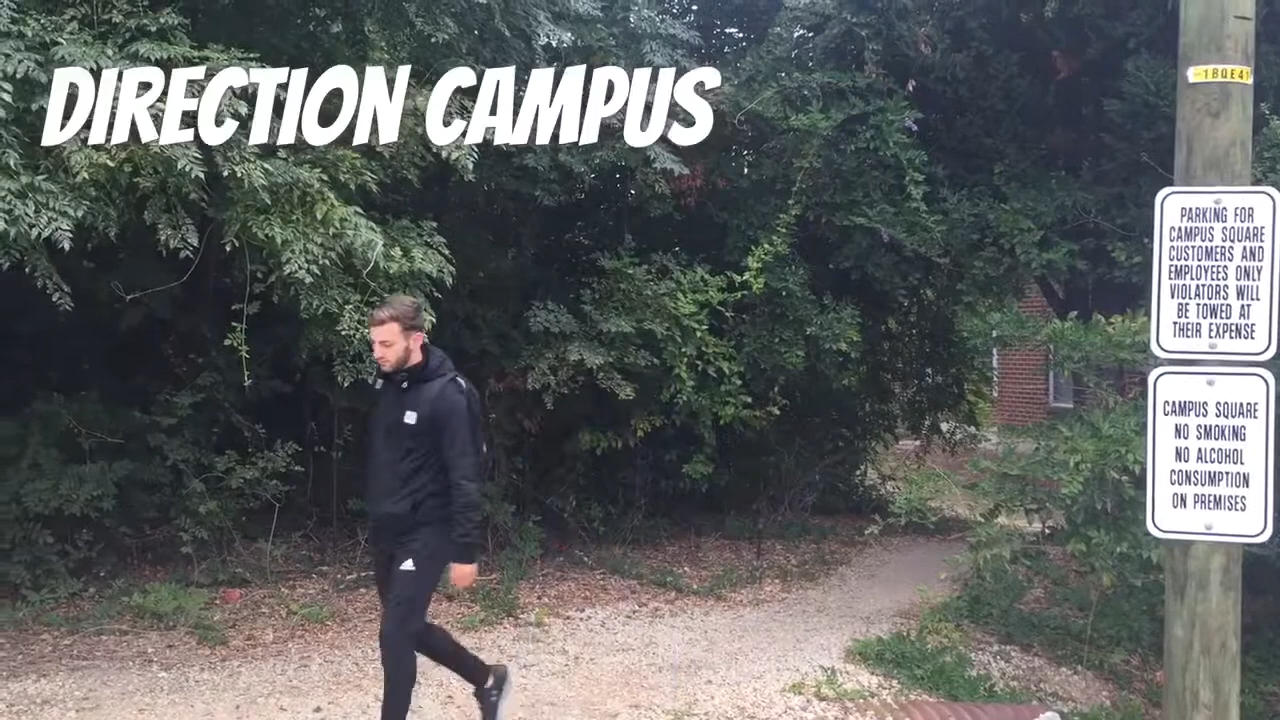 DIRECTION CAMPUS
-1BQE41
PARKING FOR
CAMPUS SQUARE
CUSTOMERS AND
EMPLOYEES ONLY
VIOLATORS WILL
BE TOWED AT
THEIR EXPENSE
CAMPUS SQUARE
NO SMOKING
NO ALCOHOL
CONSUMPTION
ON PREMISES